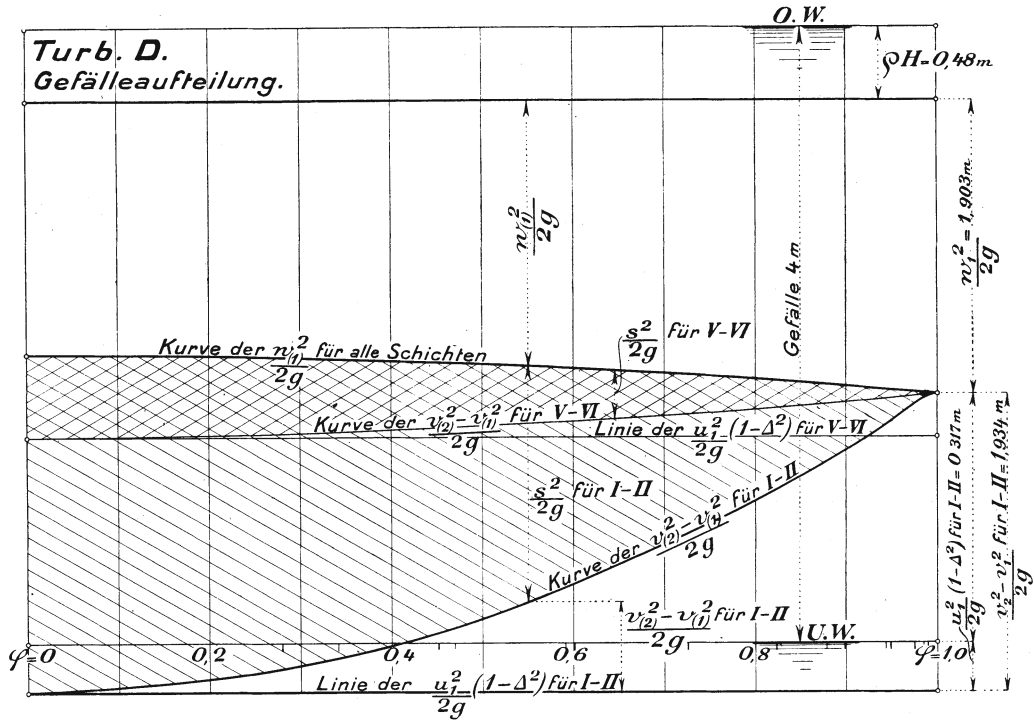 Turb. D.
Gefälleaufteilung.
O.W.
ϱH=0,48m
w₍₁₎²/2g
Gefälle 4m
w₁²/2g = 1,903m
s²/2g für V-VI
Kurve der w₍₁₎²/2g für alle Schichten
Kurve der v₍₂₎²-v₍₁₎²/2g für V-VI
Linie der u₁²/2g (1-Δ²) für V-VI
s²/2g für I-II
Kurve der v₍₂₎²-v₍₁₎²/2g für I-II
v₍₂₎²-v₍₁₎²/2g für I-II
u₁²/2g (1-Δ²) für I-II=0 317m
v₂²-v₁²/2g für I-II=1,934 m
U.W.
φ=0
0,2
0,4
0,6
0,8
φ=1,0
Linie der u₁²/2g (1-Δ²) für I-II